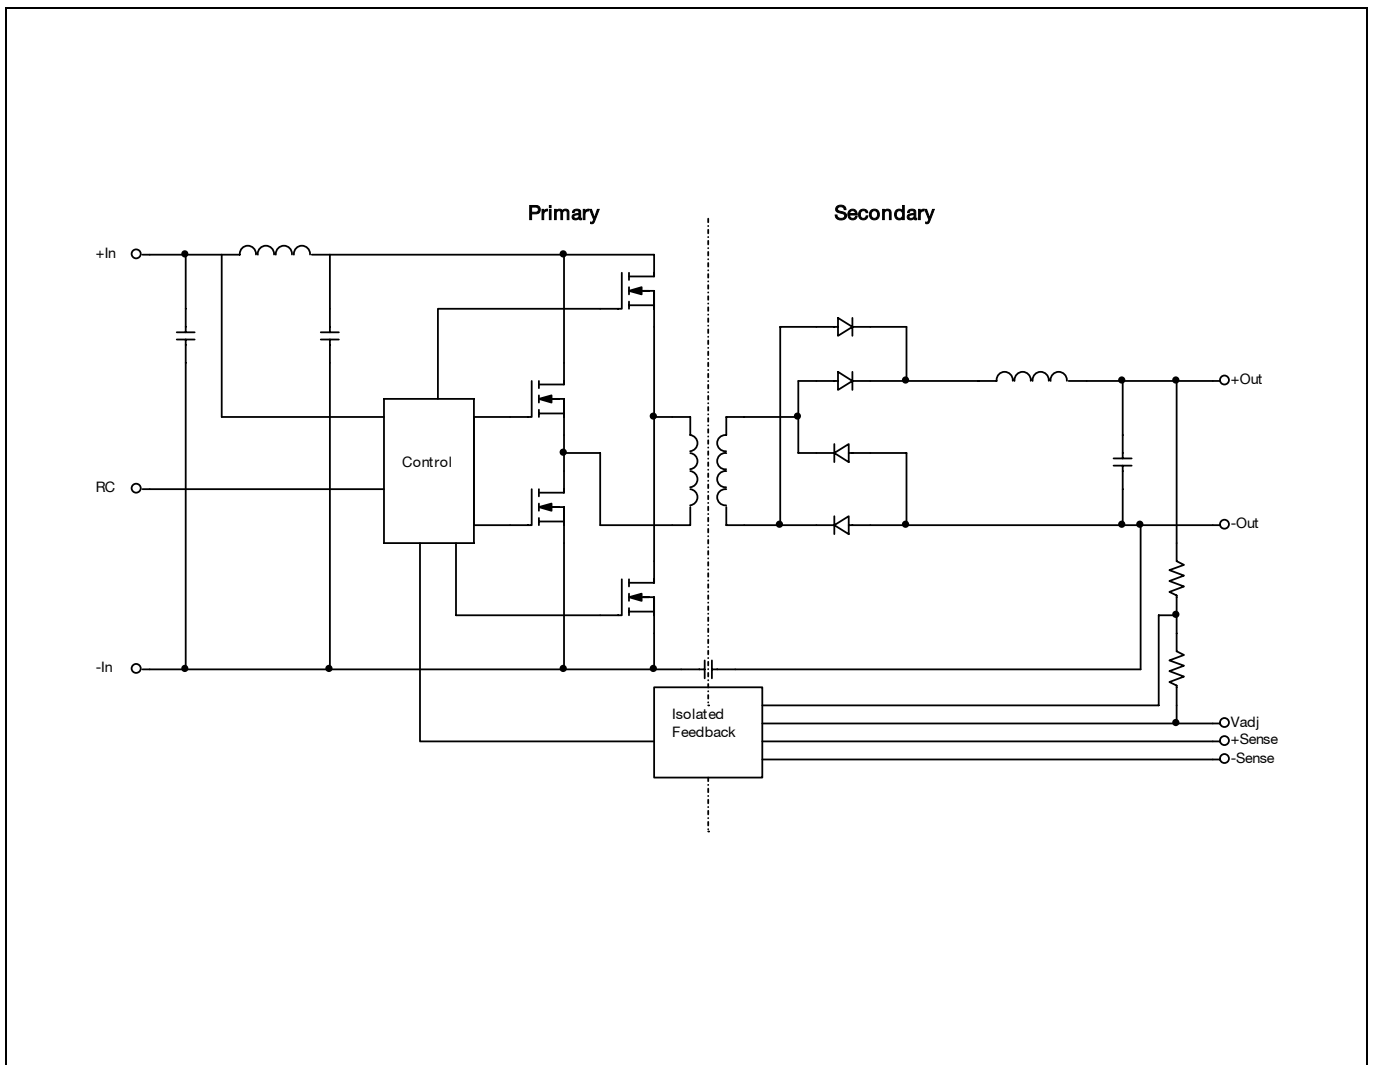 Primary
Secondary
+In
+Out
Control
RC
-Out
-In
Isolated
Feedback
Vadj
+Sense
-Sense